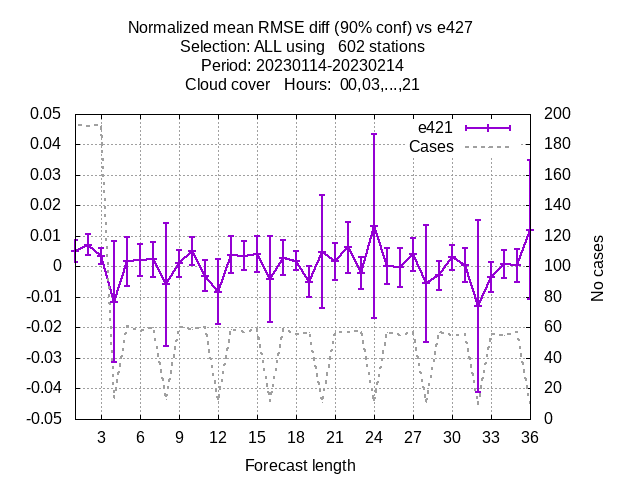 Normalized mean RMSE diff (90% conf) vs e427
Selection: ALL using   602 stations
Period: 20230114-20230214
Cloud cover   Hours:  00,03,...,21
e421
Cases
0.05
0.04
0.03
0.02
0.01
0
-0.01
-0.02
-0.03
-0.04
-0.05
200
180
160
140
120
100
80
60
40
20
0
No cases
3 6 9 12 15 18 21 24 27 30 33 36
Forecast length